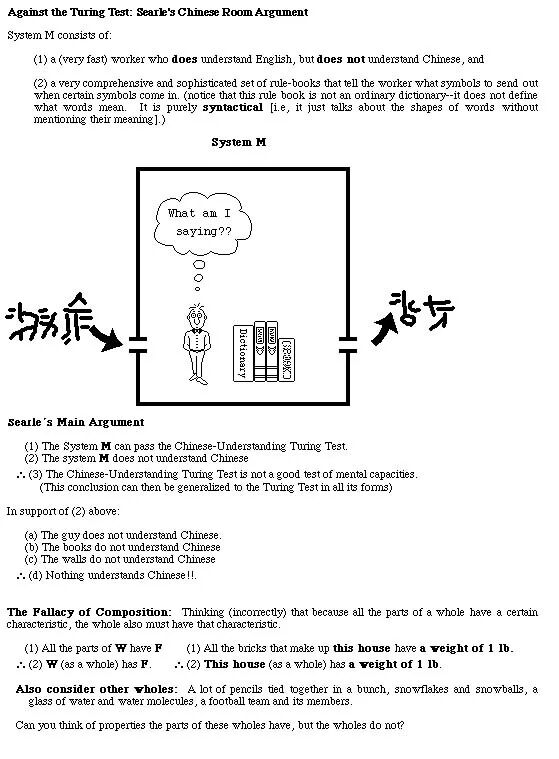 Against the Turing Test: Searle's Chinese Room Argument
System M consists of:
(1) a (very fast) worker who does understand English, but does not understand Chinese, and
(2) a very comprehensive and sophisticated set of rule-books that tell the worker what symbols to send out
when certain symbols come in. (notice that this rule book is not an ordinary dictionary--it does not define
what words mean. It is purely syntactical [i.e, it just talks about the shapes of words without
mentioning their meaning].)
System M
What am I
saying??
Dictionary
Searle´s Main Argument
(1) The System M can pass the Chinese-Understanding Turing Test.
(2) The system M does not understand Chinese
∴ (3) The Chinese-Understanding Turing Test is not a good test of mental capacities.
(This conclusion can then be generalized to the Turing Test in all its forms)
In support of (2) above:
(a) The guy does not understand Chinese.
(b) The books do not understand Chinese
(c) The walls do not understand Chinese
∴ (d) Nothing understands Chinese!!.
The Fallacy of Composition: Thinking (incorrectly) that because all the parts of a whole have a certain
characteristic, the whole also must have that characteristic.
(1) All the parts of W have F (1) All the bricks that make up this house have a weight of 1 lb.
∴ (2) W (as a whole) has F. ∴ (2) This house (as a whole) has a weight of 1 lb.
Also consider other wholes: A lot of pencils tied together in a bunch, snowflakes and snowballs, a
glass of water and water molecules, a football team and its members.
Can you think of properties the parts of these wholes have, but the wholes do not?